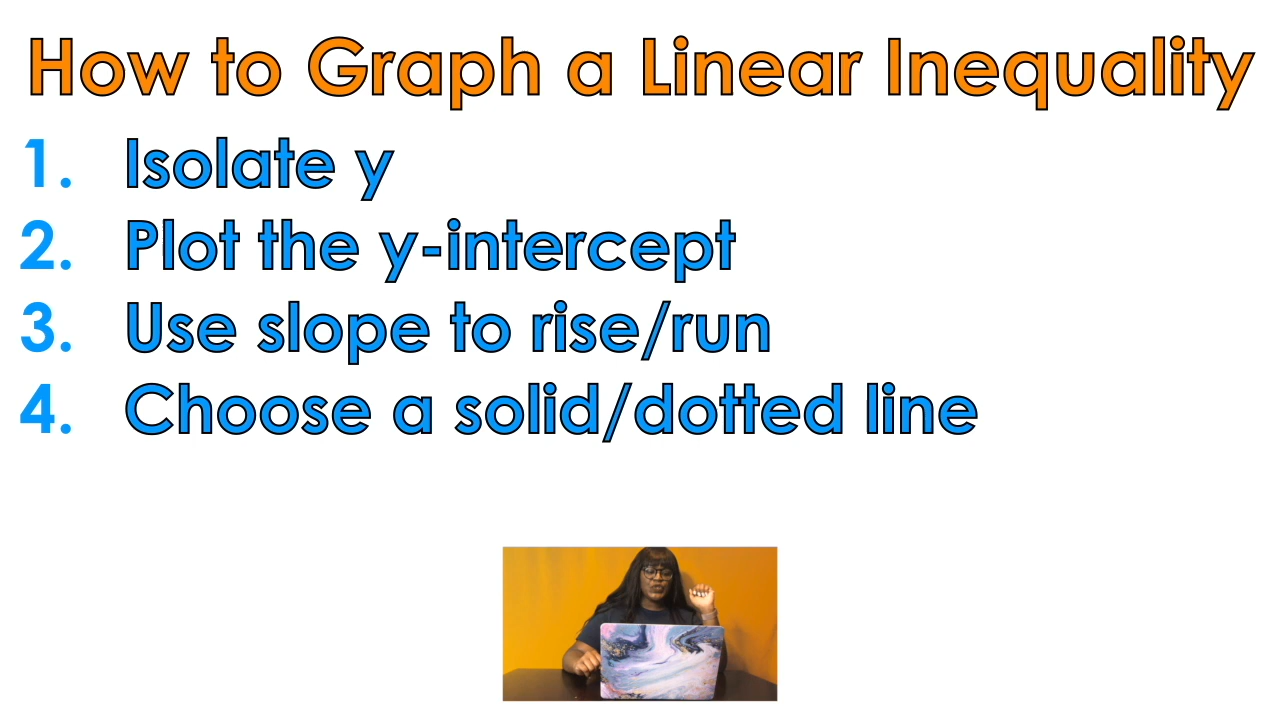 How to Graph a Linear Inequality
1. Isolate y
2. Plot the y-intercept
3. Use slope to rise/run
4. Choose a solid/dotted line